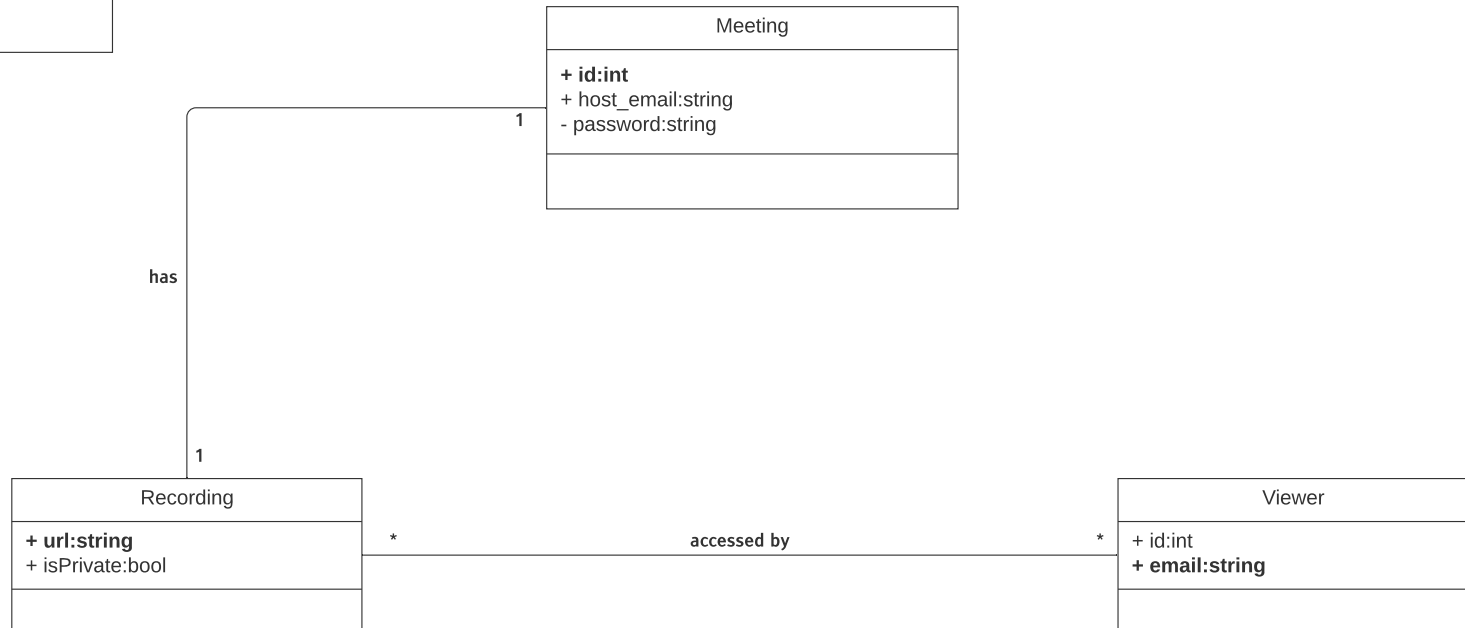 Meeting
+ id:int
+ host_email:string
- password:string
1
has
1
Recording
+ url:string
+ isPrivate:bool
*
accessed by
*
Viewer
+ id:int
+ email:string